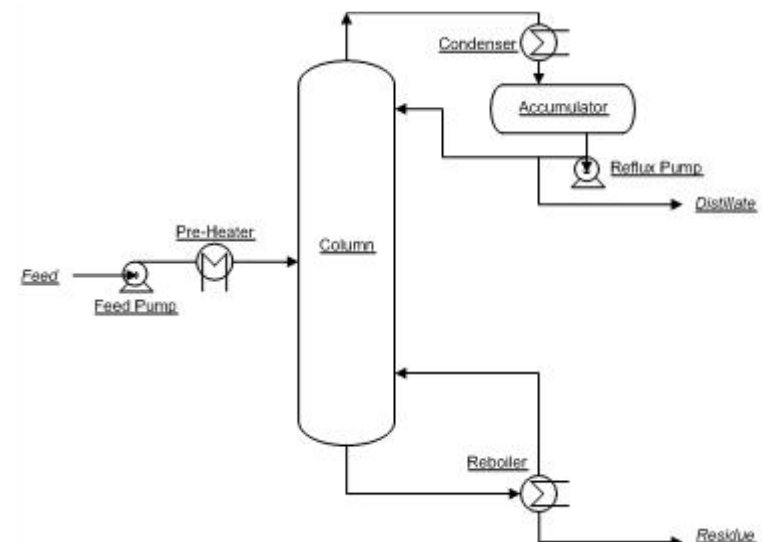 Condenser
Accumulator
Reflux Pump
Distillate
Pre-Heater
Column
Feed
Feed Pump
Reboiler
Residue